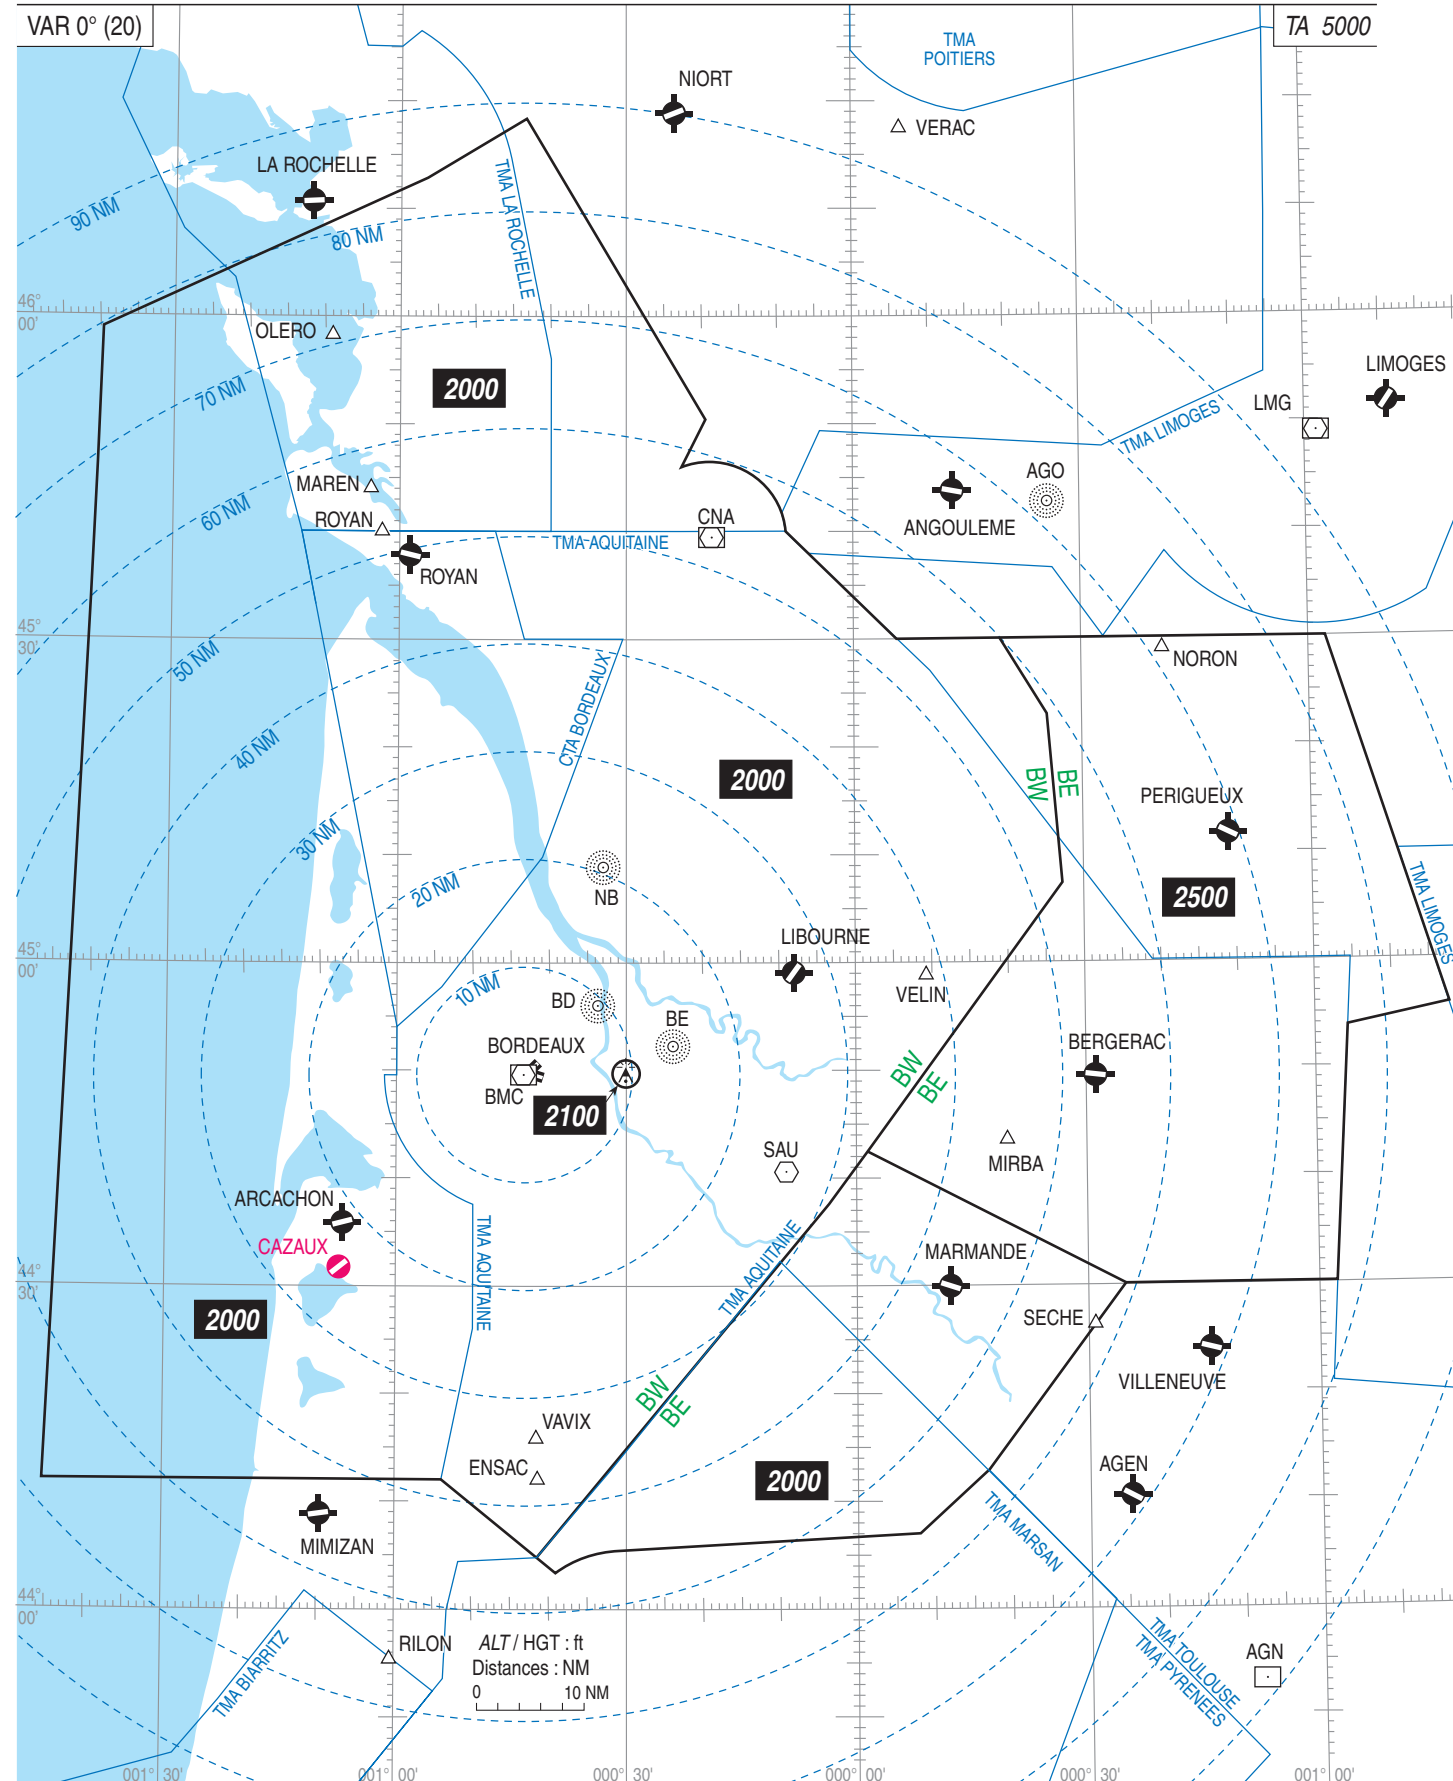 VAR 0° (20)
TA 5000
TMA
POITIERS
NIORT
VERAC
LA ROCHELLE
90 NM
80 NM
TMA LA ROCHELLE
46°
00'
OLERO
2000
70 NM
LIMOGES
LMG
TMA LIMOGES
MAREN
ROYAN
60 NM
CNA
AGO
ANGOULEME
TMA AQUITAINE
ROYAN
45°
30'
50 NM
NORON
CTA BORDEAUX
40 NM
2000
BW
BE
PERIGUEUX
30 NM
20 NM
NB
2500
TMA LIMOGES
LIBOURNE
45°
00'
VELIN
10 NM
BD
BE
BORDEAUX
BMC
2100
BERGERAC
BW
BE
SAU
MIRBA
ARCACHON
CAZAUX
TMA AQUITAINE
TMA AQUITAINE
MARMANDE
44°
30'
2000
SECHE
VILLENEUVE
BW
BE
VAVIX
ENSAC
2000
AGEN
MIMIZAN
TMA MARSAN
44°
00'
RILON
TMA BIARRITZ
ALT / HGT : ft
Distances : NM
0 10 NM
TMA TOULOUSE
TMA PYRENEES
AGN
001° 30'
001° 00'
000° 30'
000° 00'
000° 30'
001° 00'